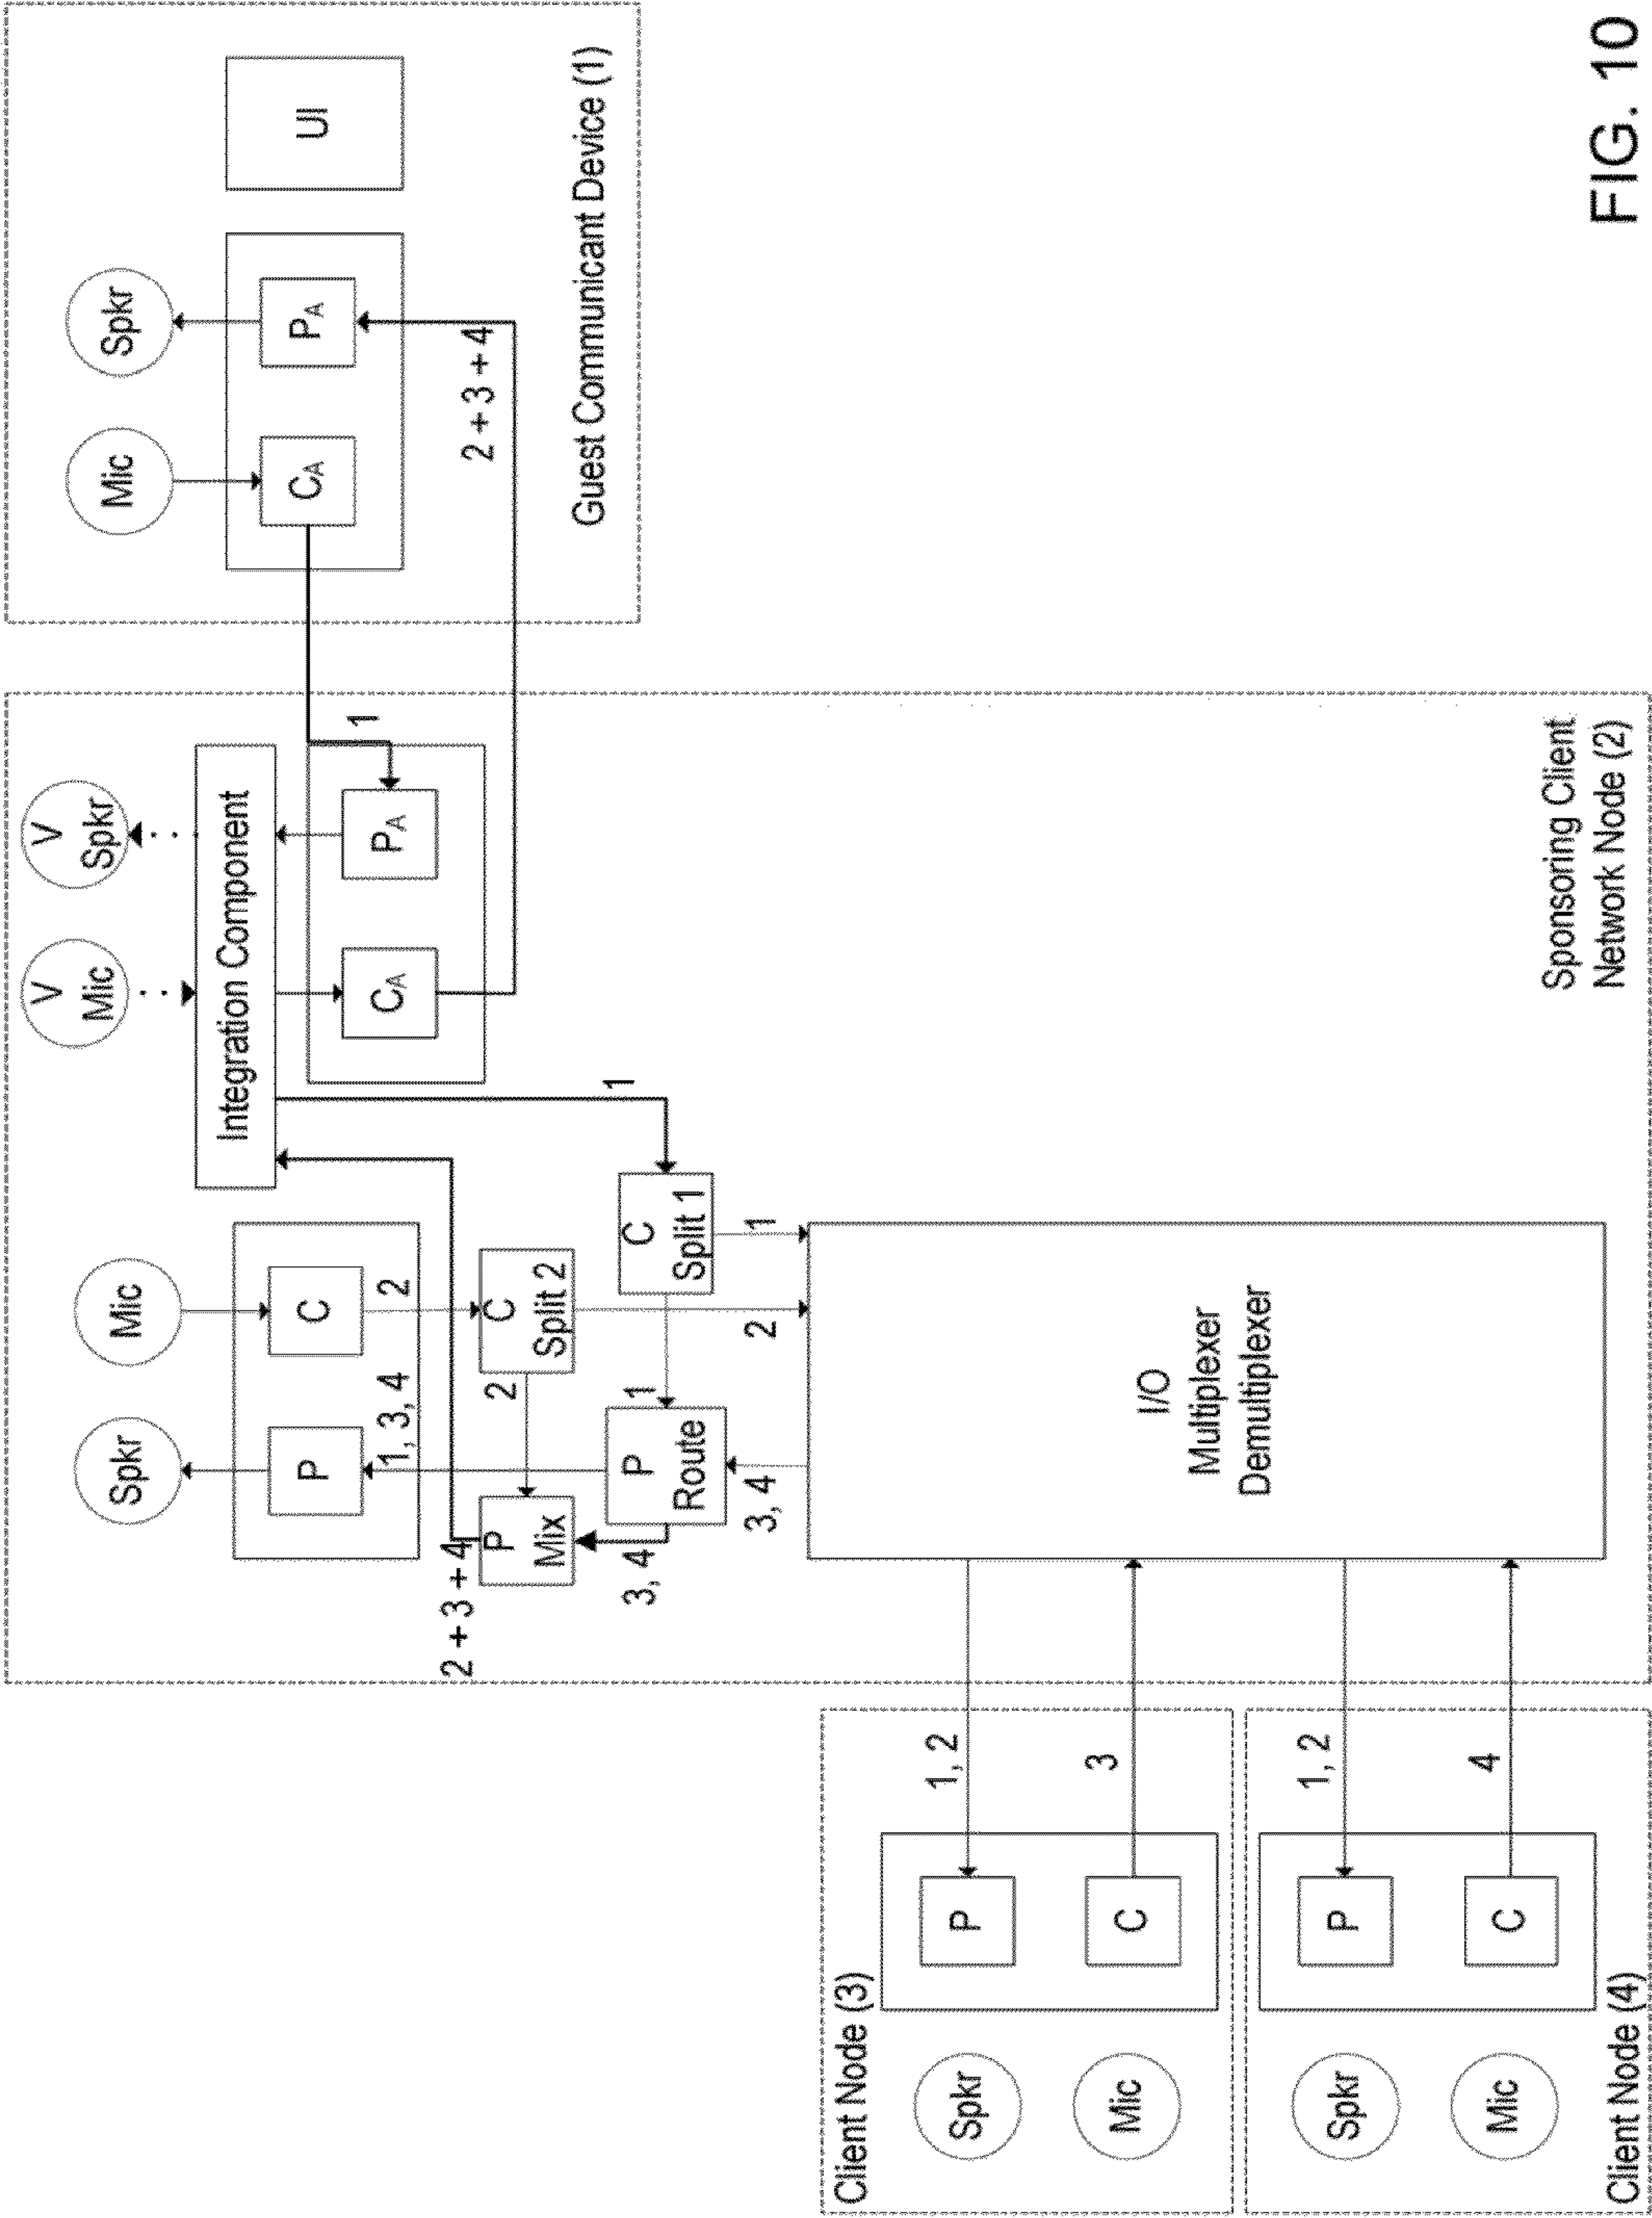 V
Mic
V
Spkr
Spkr
Mic
Mic
Spkr
Integration Component
UI
P
C
CA
PA
1
1, 3, 4
2
CA
PA
2 + 3 + 4
2 + 3 + 4
P
Mix
2
C
Split 2
Guest Communicant Device (1)
1
3, 4
P
Route
1
C
Split 1
3, 4
2
1
Client Node (3)
Spkr
P
1, 2
Mic
C
3
I/O
Multiplexer
Demultiplexer
Spkr
P
1, 2
Mic
C
4
Client Node (4)
Sponsoring Client
Network Node (2)
FIG. 10